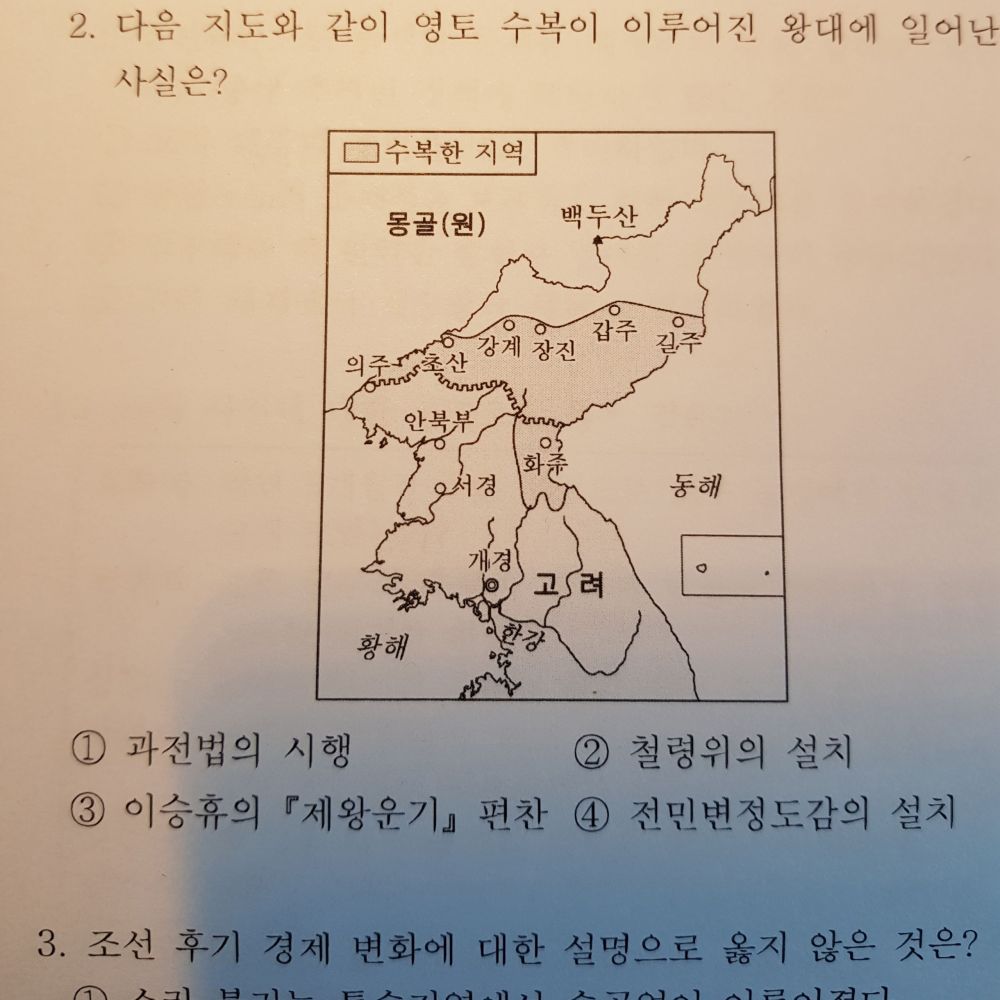 2. 다음 지도와 같이 영토 수복이 이루어진 왕대에 일어난
사실은?
수복한 지역
몽골(원)
백두산
갑주
길주
강계
장진
초산
의주
안북부
화주
서경
동해
개경
고려
한강
황해
① 과전법의 시행
② 철령위의 설치
③ 이승휴의 『제왕운기』 편찬
④ 전민변정도감의 설치
3. 조선 후기 경제 변화에 대한 설명으로 옳지 않은 것은?
①